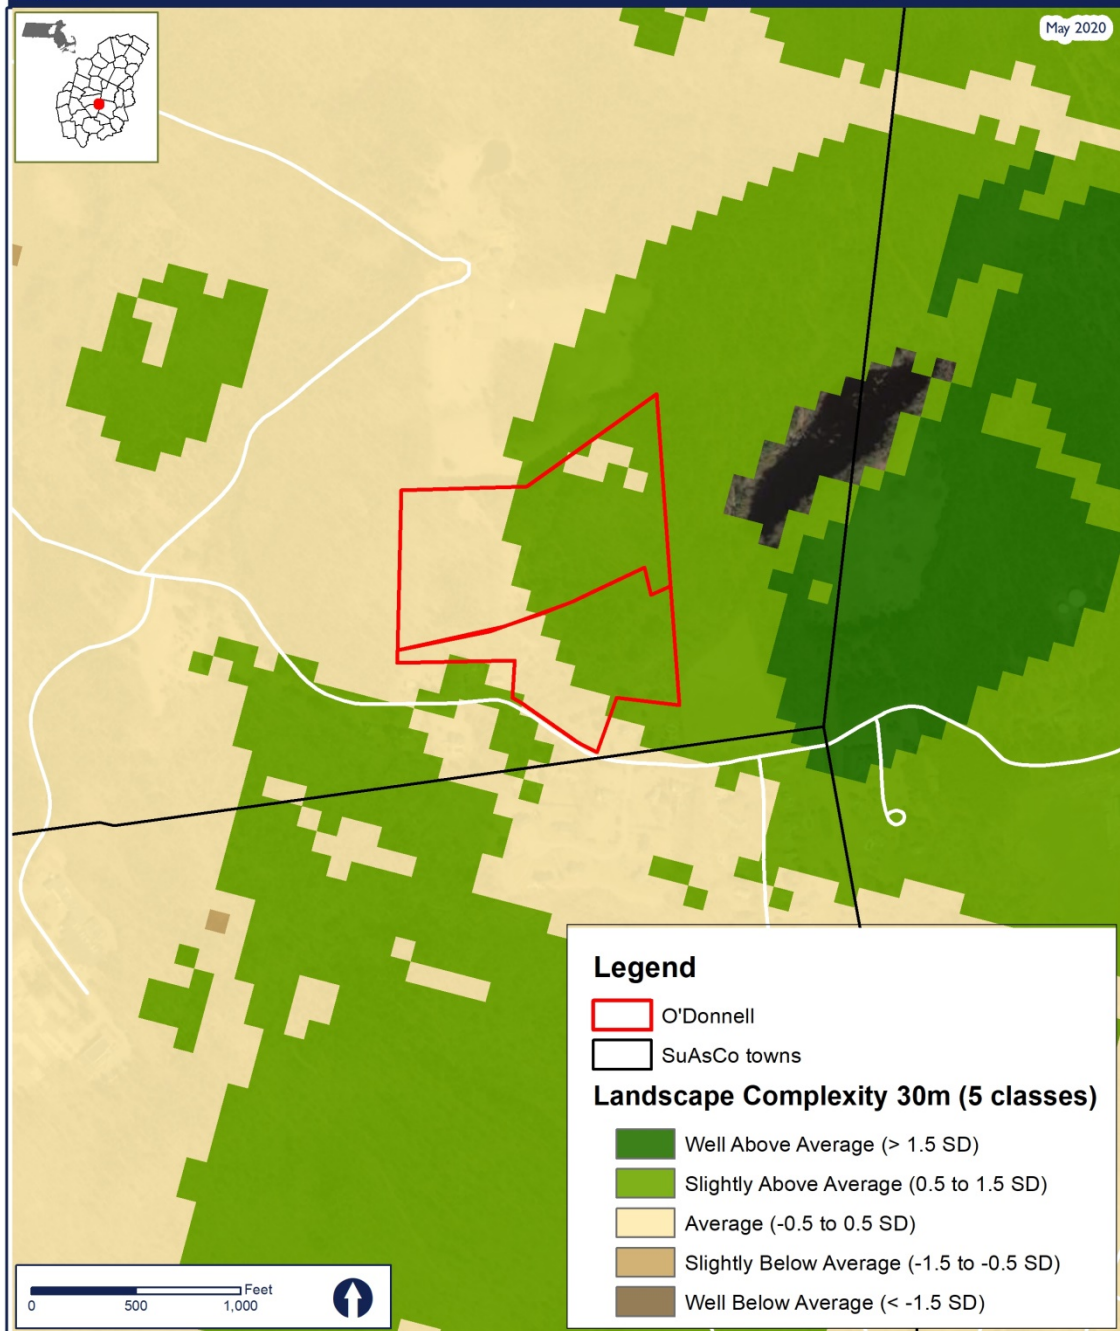 May 2020
Legend
O'Donnell
SuAsCo towns
Landscape Complexity 30m (5 classes)
Well Above Average (> 1.5 SD)
Slightly Above Average (0.5 to 1.5 SD)
Average (-0.5 to 0.5 SD)
Slightly Below Average (-1.5 to -0.5 SD)
Well Below Average (< -1.5 SD)
Feet
0 500 1,000